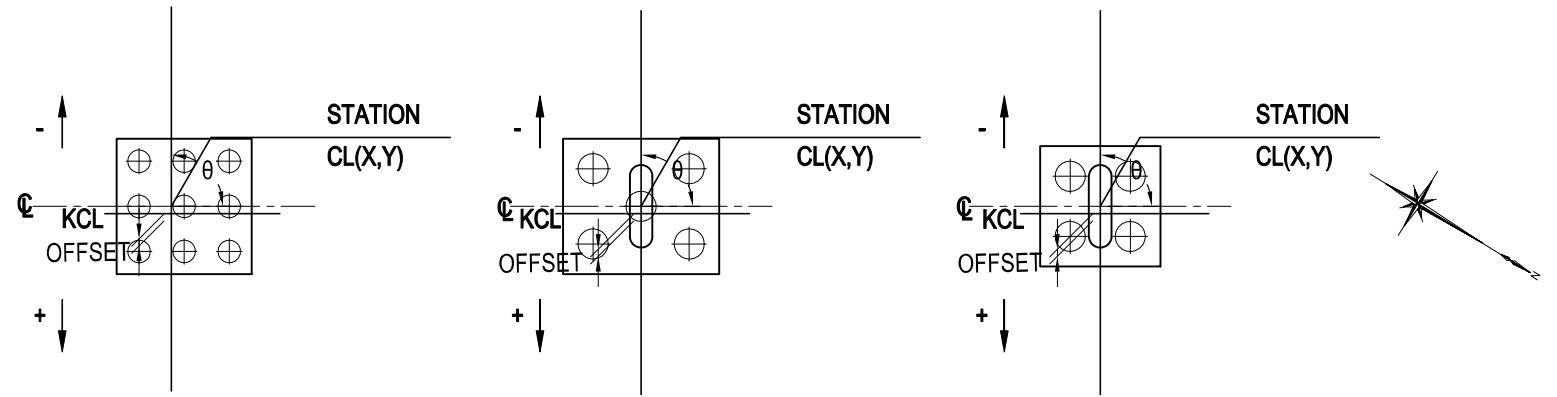 STATION
-
CL(X,Y)
θ
℄
KCL
OFFSET
+
STATION
-
CL(X,Y)
θ
℄
KCL
OFFSET
+
STATION
-
CL(X,Y)
θ
℄
KCL
OFFSET
+
N